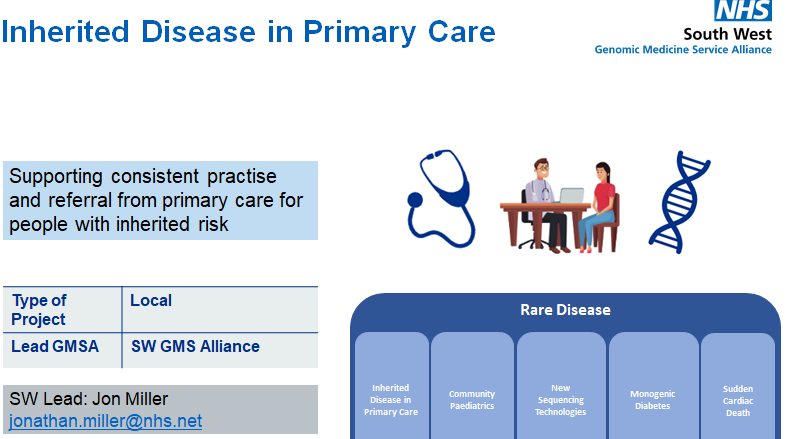 Inherited Disease in Primary Care
NHS
South West
Genomic Medicine Service Alliance
Supporting consistent practise
and referral from primary care for
people with inherited risk
Type of
Project
Local
Lead GMSA
SW GMS Alliance
SW Lead: Jon Miller
jonathan.miller@nhs.net
Rare Disease
Inherited
Disease in
Primary Care
Community
Paediatrics
New
Sequencing
Technologies
Monogenic
Diabetes
Sudden
Cardiac
Death